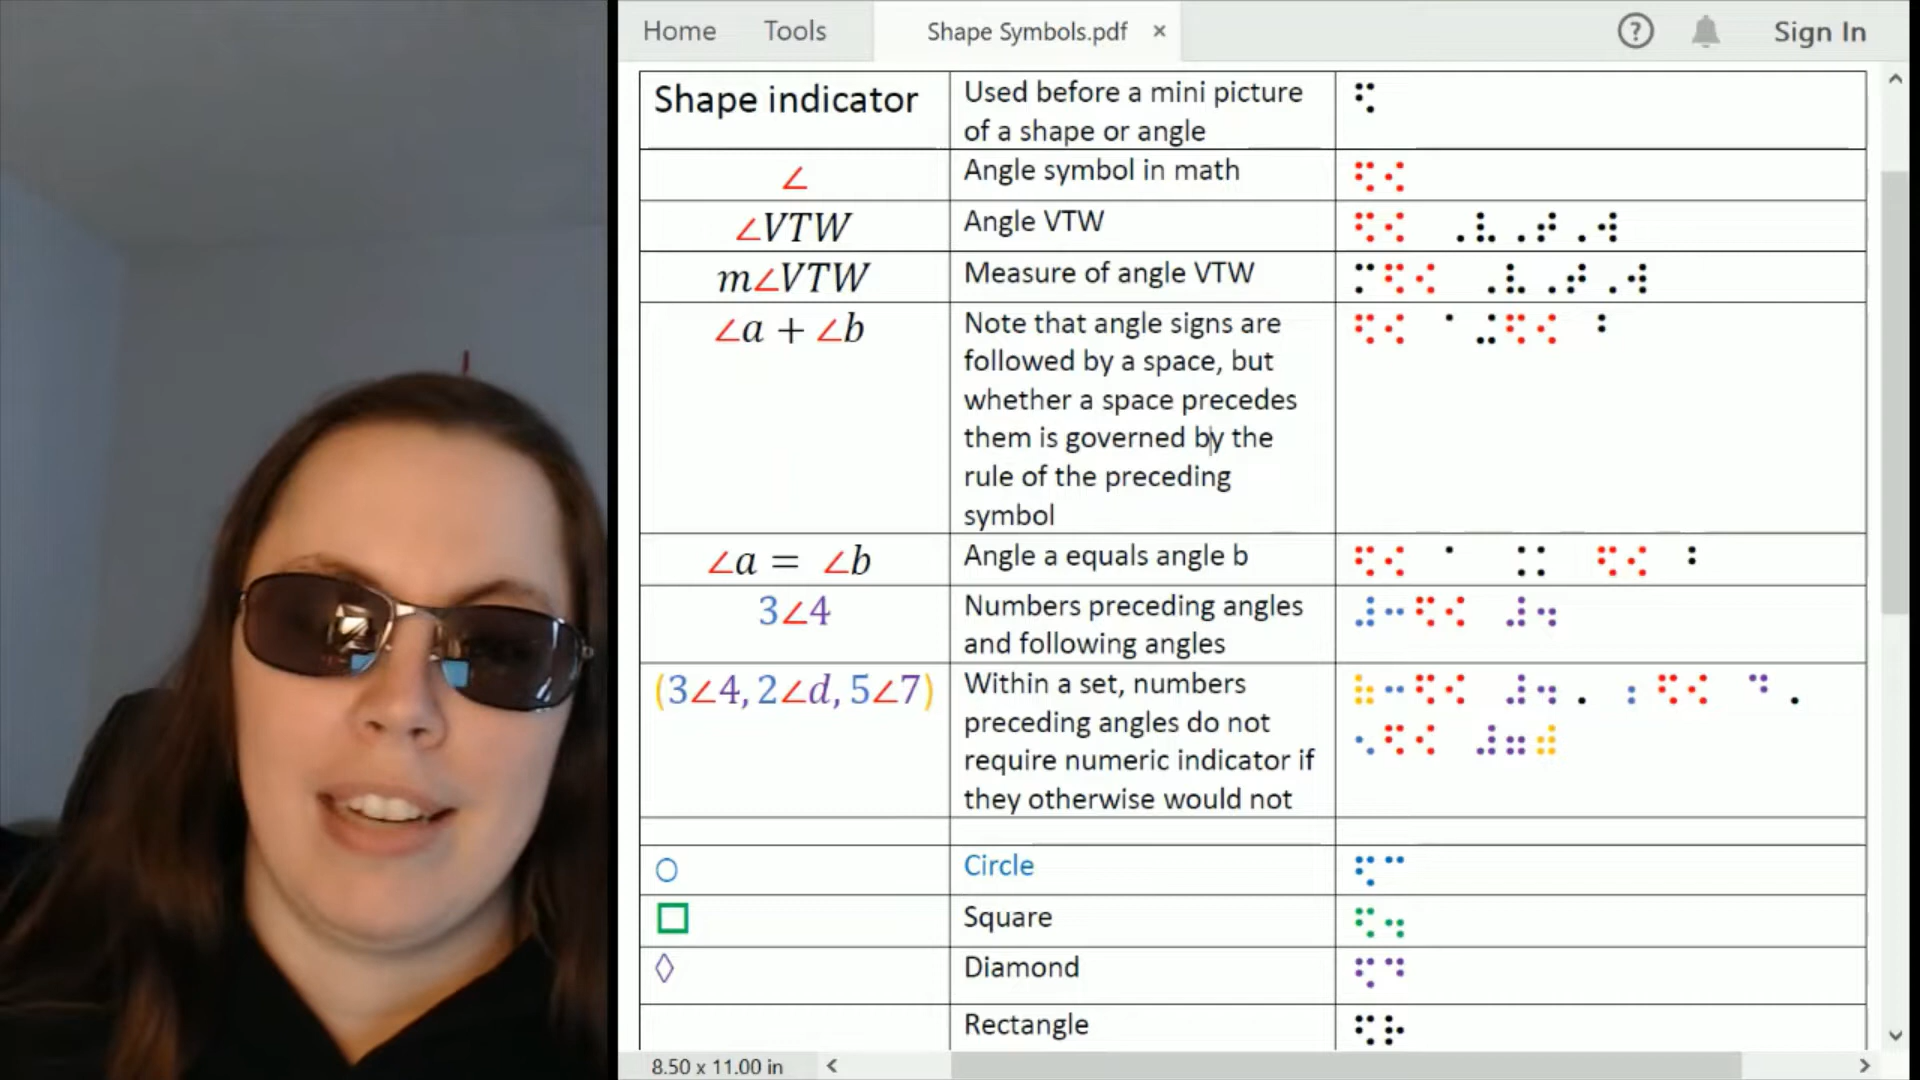 Home Tools Shape Symbols.pdf × ? Sign In
Shape indicator Used before a mini picture ⠫
of a shape or angle
∠ Angle symbol in math ⠫⠪
∠VTW Angle VTW ⠫⠪ ⠠⠧⠠⠞⠠⠺
m∠VTW Measure of angle VTW ⠍⠫⠪ ⠠⠧⠠⠞⠠⠺
∠a + ∠b Note that angle signs are ⠫⠪ ⠁⠬⠫⠪ ⠃
followed by a space, but
whether a space precedes
them is governed by the
rule of the preceding
symbol
∠a = ∠b Angle a equals angle b ⠫⠪ ⠁ ⠨⠅ ⠫⠪ ⠃
3∠4 Numbers preceding angles ⠼⠒⠫⠪ ⠼⠲
and following angles
(3∠4, 2∠d, 5∠7) Within a set, numbers ⠷⠒⠫⠪ ⠼⠲⠠ ⠆⠫⠪ ⠙⠠
preceding angles do not ⠢⠫⠪ ⠼⠶⠾
require numeric indicator if
they otherwise would not
○ Circle ⠫⠉
□ Square ⠫⠲
◊ Diamond ⠫⠙
Rectangle ⠫⠗
8.50 x 11.00 in